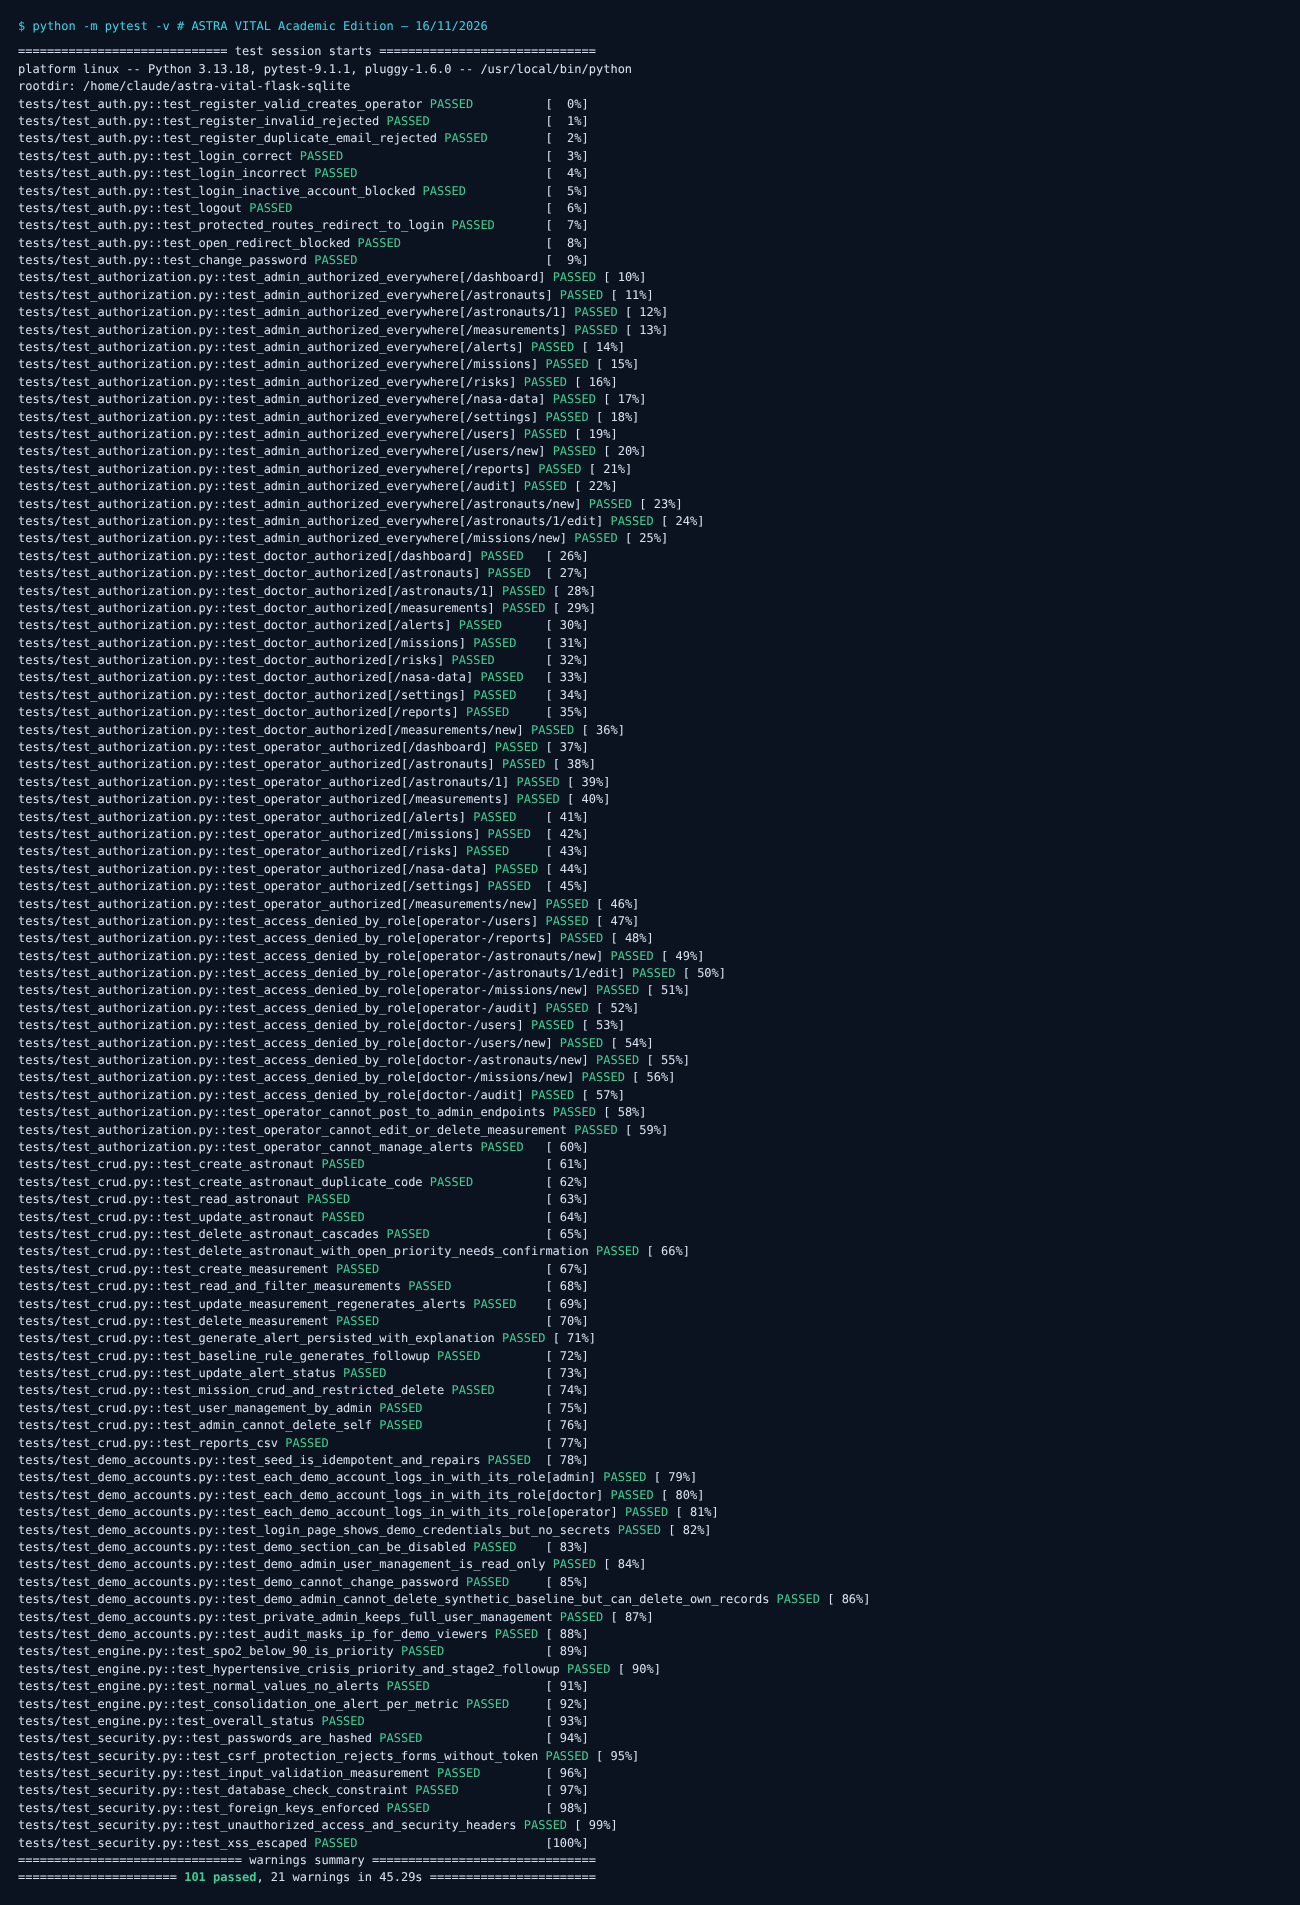 $ python -m pytest -v # ASTRA VITAL Academic Edition — 16/11/2026
============================= test session starts ==============================
platform linux -- Python 3.13.18, pytest-9.1.1, pluggy-1.6.0 -- /usr/local/bin/python
rootdir: /home/claude/astra-vital-flask-sqlite
tests/test_auth.py::test_register_valid_creates_operator PASSED          [  0%]
tests/test_auth.py::test_register_invalid_rejected PASSED                [  1%]
tests/test_auth.py::test_register_duplicate_email_rejected PASSED        [  2%]
tests/test_auth.py::test_login_correct PASSED                            [  3%]
tests/test_auth.py::test_login_incorrect PASSED                          [  4%]
tests/test_auth.py::test_login_inactive_account_blocked PASSED           [  5%]
tests/test_auth.py::test_logout PASSED                                   [  6%]
tests/test_auth.py::test_protected_routes_redirect_to_login PASSED       [  7%]
tests/test_auth.py::test_open_redirect_blocked PASSED                    [  8%]
tests/test_auth.py::test_change_password PASSED                          [  9%]
tests/test_authorization.py::test_admin_authorized_everywhere[/dashboard] PASSED [ 10%]
tests/test_authorization.py::test_admin_authorized_everywhere[/astronauts] PASSED [ 11%]
tests/test_authorization.py::test_admin_authorized_everywhere[/astronauts/1] PASSED [ 12%]
tests/test_authorization.py::test_admin_authorized_everywhere[/measurements] PASSED [ 13%]
tests/test_authorization.py::test_admin_authorized_everywhere[/alerts] PASSED [ 14%]
tests/test_authorization.py::test_admin_authorized_everywhere[/missions] PASSED [ 15%]
tests/test_authorization.py::test_admin_authorized_everywhere[/risks] PASSED [ 16%]
tests/test_authorization.py::test_admin_authorized_everywhere[/nasa-data] PASSED [ 17%]
tests/test_authorization.py::test_admin_authorized_everywhere[/settings] PASSED [ 18%]
tests/test_authorization.py::test_admin_authorized_everywhere[/users] PASSED [ 19%]
tests/test_authorization.py::test_admin_authorized_everywhere[/users/new] PASSED [ 20%]
tests/test_authorization.py::test_admin_authorized_everywhere[/reports] PASSED [ 21%]
tests/test_authorization.py::test_admin_authorized_everywhere[/audit] PASSED [ 22%]
tests/test_authorization.py::test_admin_authorized_everywhere[/astronauts/new] PASSED [ 23%]
tests/test_authorization.py::test_admin_authorized_everywhere[/astronauts/1/edit] PASSED [ 24%]
tests/test_authorization.py::test_admin_authorized_everywhere[/missions/new] PASSED [ 25%]
tests/test_authorization.py::test_doctor_authorized[/dashboard] PASSED   [ 26%]
tests/test_authorization.py::test_doctor_authorized[/astronauts] PASSED  [ 27%]
tests/test_authorization.py::test_doctor_authorized[/astronauts/1] PASSED [ 28%]
tests/test_authorization.py::test_doctor_authorized[/measurements] PASSED [ 29%]
tests/test_authorization.py::test_doctor_authorized[/alerts] PASSED      [ 30%]
tests/test_authorization.py::test_doctor_authorized[/missions] PASSED    [ 31%]
tests/test_authorization.py::test_doctor_authorized[/risks] PASSED       [ 32%]
tests/test_authorization.py::test_doctor_authorized[/nasa-data] PASSED   [ 33%]
tests/test_authorization.py::test_doctor_authorized[/settings] PASSED    [ 34%]
tests/test_authorization.py::test_doctor_authorized[/reports] PASSED     [ 35%]
tests/test_authorization.py::test_doctor_authorized[/measurements/new] PASSED [ 36%]
tests/test_authorization.py::test_operator_authorized[/dashboard] PASSED [ 37%]
tests/test_authorization.py::test_operator_authorized[/astronauts] PASSED [ 38%]
tests/test_authorization.py::test_operator_authorized[/astronauts/1] PASSED [ 39%]
tests/test_authorization.py::test_operator_authorized[/measurements] PASSED [ 40%]
tests/test_authorization.py::test_operator_authorized[/alerts] PASSED    [ 41%]
tests/test_authorization.py::test_operator_authorized[/missions] PASSED  [ 42%]
tests/test_authorization.py::test_operator_authorized[/risks] PASSED     [ 43%]
tests/test_authorization.py::test_operator_authorized[/nasa-data] PASSED [ 44%]
tests/test_authorization.py::test_operator_authorized[/settings] PASSED  [ 45%]
tests/test_authorization.py::test_operator_authorized[/measurements/new] PASSED [ 46%]
tests/test_authorization.py::test_access_denied_by_role[operator-/users] PASSED [ 47%]
tests/test_authorization.py::test_access_denied_by_role[operator-/reports] PASSED [ 48%]
tests/test_authorization.py::test_access_denied_by_role[operator-/astronauts/new] PASSED [ 49%]
tests/test_authorization.py::test_access_denied_by_role[operator-/astronauts/1/edit] PASSED [ 50%]
tests/test_authorization.py::test_access_denied_by_role[operator-/missions/new] PASSED [ 51%]
tests/test_authorization.py::test_access_denied_by_role[operator-/audit] PASSED [ 52%]
tests/test_authorization.py::test_access_denied_by_role[doctor-/users] PASSED [ 53%]
tests/test_authorization.py::test_access_denied_by_role[doctor-/users/new] PASSED [ 54%]
tests/test_authorization.py::test_access_denied_by_role[doctor-/astronauts/new] PASSED [ 55%]
tests/test_authorization.py::test_access_denied_by_role[doctor-/missions/new] PASSED [ 56%]
tests/test_authorization.py::test_access_denied_by_role[doctor-/audit] PASSED [ 57%]
tests/test_authorization.py::test_operator_cannot_post_to_admin_endpoints PASSED [ 58%]
tests/test_authorization.py::test_operator_cannot_edit_or_delete_measurement PASSED [ 59%]
tests/test_authorization.py::test_operator_cannot_manage_alerts PASSED   [ 60%]
tests/test_crud.py::test_create_astronaut PASSED                         [ 61%]
tests/test_crud.py::test_create_astronaut_duplicate_code PASSED          [ 62%]
tests/test_crud.py::test_read_astronaut PASSED                           [ 63%]
tests/test_crud.py::test_update_astronaut PASSED                         [ 64%]
tests/test_crud.py::test_delete_astronaut_cascades PASSED                [ 65%]
tests/test_crud.py::test_delete_astronaut_with_open_priority_needs_confirmation PASSED [ 66%]
tests/test_crud.py::test_create_measurement PASSED                       [ 67%]
tests/test_crud.py::test_read_and_filter_measurements PASSED             [ 68%]
tests/test_crud.py::test_update_measurement_regenerates_alerts PASSED    [ 69%]
tests/test_crud.py::test_delete_measurement PASSED                       [ 70%]
tests/test_crud.py::test_generate_alert_persisted_with_explanation PASSED [ 71%]
tests/test_crud.py::test_baseline_rule_generates_followup PASSED         [ 72%]
tests/test_crud.py::test_update_alert_status PASSED                      [ 73%]
tests/test_crud.py::test_mission_crud_and_restricted_delete PASSED       [ 74%]
tests/test_crud.py::test_user_management_by_admin PASSED                 [ 75%]
tests/test_crud.py::test_admin_cannot_delete_self PASSED                 [ 76%]
tests/test_crud.py::test_reports_csv PASSED                              [ 77%]
tests/test_demo_accounts.py::test_seed_is_idempotent_and_repairs PASSED  [ 78%]
tests/test_demo_accounts.py::test_each_demo_account_logs_in_with_its_role[admin] PASSED [ 79%]
tests/test_demo_accounts.py::test_each_demo_account_logs_in_with_its_role[doctor] PASSED [ 80%]
tests/test_demo_accounts.py::test_each_demo_account_logs_in_with_its_role[operator] PASSED [ 81%]
tests/test_demo_accounts.py::test_login_page_shows_demo_credentials_but_no_secrets PASSED [ 82%]
tests/test_demo_accounts.py::test_demo_section_can_be_disabled PASSED    [ 83%]
tests/test_demo_accounts.py::test_demo_admin_user_management_is_read_only PASSED [ 84%]
tests/test_demo_accounts.py::test_demo_cannot_change_password PASSED     [ 85%]
tests/test_demo_accounts.py::test_demo_admin_cannot_delete_synthetic_baseline_but_can_delete_own_records PASSED [ 86%]
tests/test_demo_accounts.py::test_private_admin_keeps_full_user_management PASSED [ 87%]
tests/test_demo_accounts.py::test_audit_masks_ip_for_demo_viewers PASSED [ 88%]
tests/test_engine.py::test_spo2_below_90_is_priority PASSED              [ 89%]
tests/test_engine.py::test_hypertensive_crisis_priority_and_stage2_followup PASSED [ 90%]
tests/test_engine.py::test_normal_values_no_alerts PASSED                [ 91%]
tests/test_engine.py::test_consolidation_one_alert_per_metric PASSED     [ 92%]
tests/test_engine.py::test_overall_status PASSED                         [ 93%]
tests/test_security.py::test_passwords_are_hashed PASSED                 [ 94%]
tests/test_security.py::test_csrf_protection_rejects_forms_without_token PASSED [ 95%]
tests/test_security.py::test_input_validation_measurement PASSED         [ 96%]
tests/test_security.py::test_database_check_constraint PASSED            [ 97%]
tests/test_security.py::test_foreign_keys_enforced PASSED                [ 98%]
tests/test_security.py::test_unauthorized_access_and_security_headers PASSED [ 99%]
tests/test_security.py::test_xss_escaped PASSED                          [100%]
=============================== warnings summary ===============================
====================== 101 passed, 21 warnings in 45.29s =======================